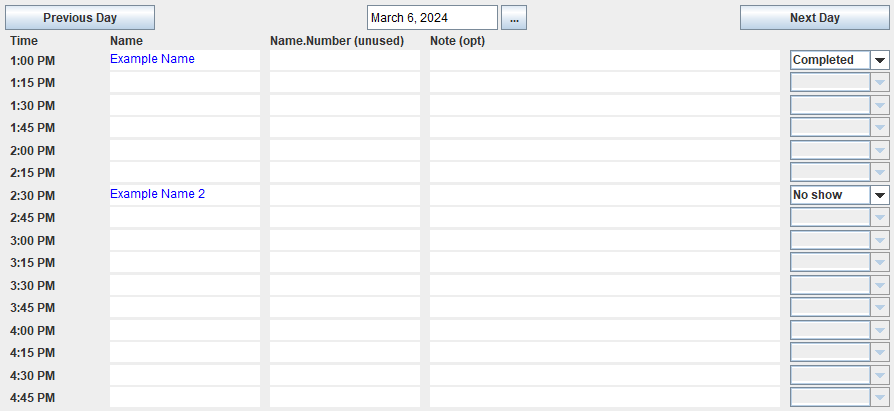 Previous Day March 6, 2024 ... Next Day
Time Name Name.Number (unused) Note (opt)
1:00 PM Example Name Completed
1:15 PM
1:30 PM
1:45 PM
2:00 PM
2:15 PM
2:30 PM Example Name 2 No show
2:45 PM
3:00 PM
3:15 PM
3:30 PM
3:45 PM
4:00 PM
4:15 PM
4:30 PM
4:45 PM